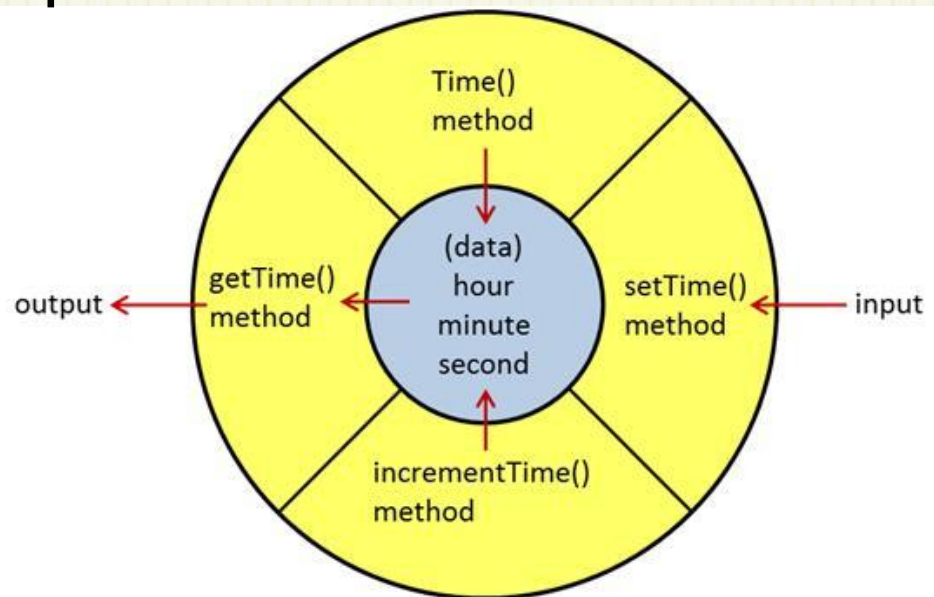 Time()
method
output
getTime()
method
(data)
hour
minute
second
setTime()
method
input
incrementTime()
method